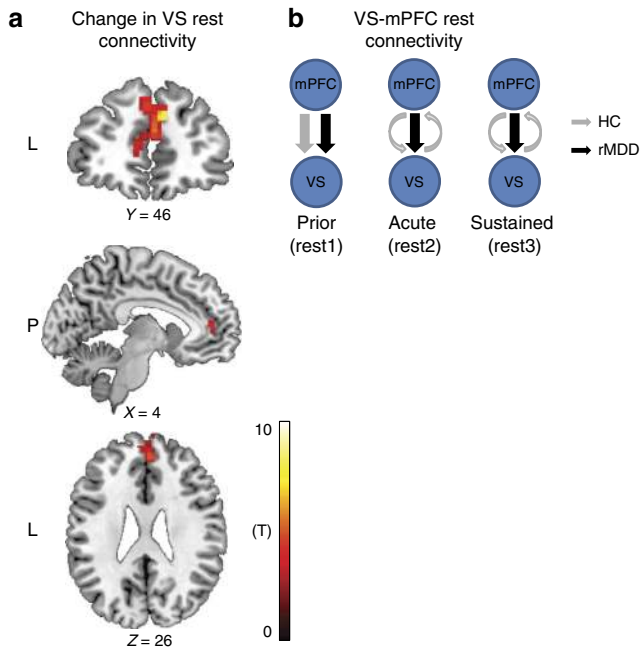 a
Change in VS rest
connectivity
L
Y = 46
P
X = 4
L
Z = 26
10
(T)
0
b
VS-mPFC rest
connectivity
mPFC
mPFC
mPFC
HC
rMDD
VS
VS
VS
Prior
(rest1)
Acute
(rest2)
Sustained
(rest3)